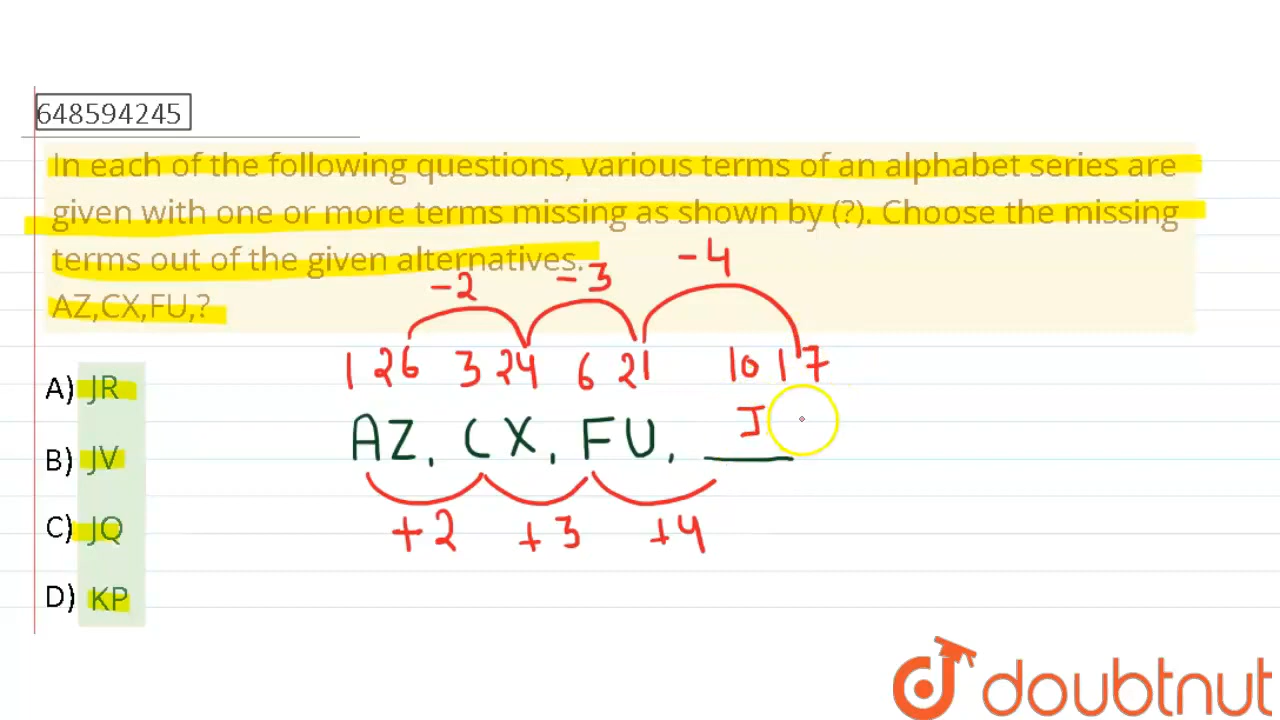 648594245
In each of the following questions, various terms of an alphabet series are
given with one or more terms missing as shown by (?). Choose the missing
terms out of the given alternatives.
AZ,CX,FU,?
-2 -3 -4
1 26 3 24 6 21 10 17
AZ, CX, FU, J
+2 +3 +4
A) JR
B) JV
C) JQ
D) KP
doubtnut